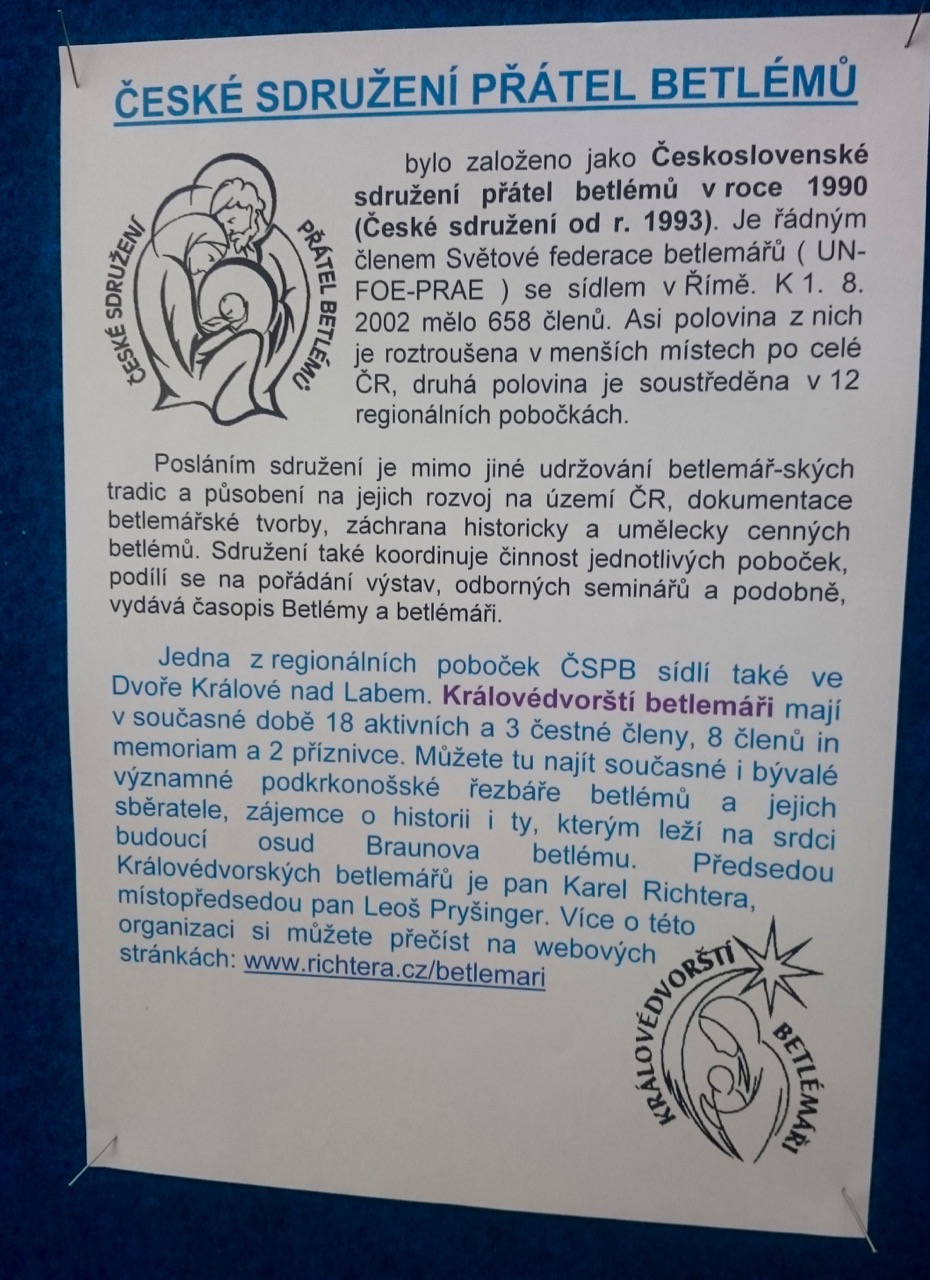 ČESKÉ SDRUŽENÍ PŘÁTEL BETLÉMŮ
ČESKÉ SDRUŽENÍ PŘÁTEL BETLÉMŮ
bylo založeno jako Československé
sdružení přátel betlémů v roce 1990
(České sdružení od r. 1993). Je řádným
členem Světové federace betlemářů ( UN-
FOE-PRAE ) se sídlem v Římě. K 1. 8.
2002 mělo 658 členů. Asi polovina z nich
je roztroušena v menších místech po celé
ČR, druhá polovina je soustředěna v 12
regionálních pobočkách.
Posláním sdružení je mimo jiné udržování betlemář-ských
tradic a působení na jejich rozvoj na území ČR, dokumentace
betlemářské tvorby, záchrana historicky a umělecky cenných
betlémů. Sdružení také koordinuje činnost jednotlivých poboček,
podílí se na pořádání výstav, odborných seminářů a podobně,
vydává časopis Betlémy a betlémáři.
Jedna z regionálních poboček ČSPB sídlí také ve
Dvoře Králové nad Labem. Královédvorští betlemáři mají
v současné době 18 aktivních a 3 čestné členy, 8 členů in
memoriam a 2 příznivce. Můžete tu najít současné i bývalé
významné podkrkonošské řezbáře betlémů a jejich
sběratele, zájemce o historii i ty, kterým leží na srdci
budoucí osud Braunova betlému. Předsedou
Královédvorských betlemářů je pan Karel Richtera,
místopředsedou pan Leoš Pryšinger. Více o této
organizaci si můžete přečíst na webových
stránkách: www.richtera.cz/betlemari
KRÁLOVÉDVORŠTÍ BETLÉMÁŘI